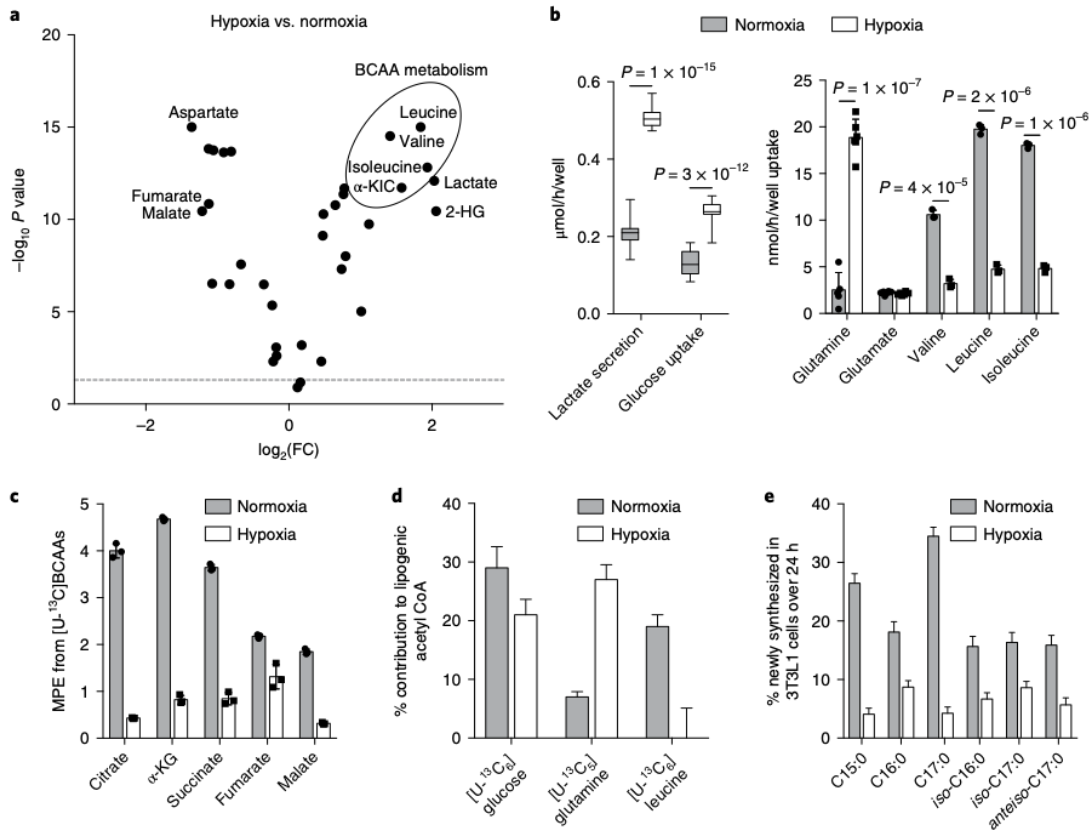 a
Hypoxia vs. normoxia
20
15
10
5
0
−log₁₀ P value
−2
0
2
log₂(FC)
BCAA metabolism
Aspartate
Leucine
Valine
Isoleucine
α-KIC
Lactate
2-HG
Fumarate
Malate
b
Normoxia
Hypoxia
0.6
0.4
0.2
0.0
µmol/h/well
P = 1 × 10⁻¹⁵
P = 3 × 10⁻¹²
Lactate secretion
Glucose uptake
25
20
15
10
5
0
nmol/h/well uptake
P = 1 × 10⁻⁷
P = 4 × 10⁻⁵
P = 2 × 10⁻⁶
P = 1 × 10⁻⁶
Glutamine
Glutamate
Valine
Leucine
Isoleucine
c
Normoxia
Hypoxia
5
4
3
2
1
0
MPE from [U-¹³C]BCAAs
Citrate
α-KG
Succinate
Fumarate
Malate
d
Normoxia
Hypoxia
40
30
20
10
0
% contribution to lipogenic
acetyl CoA
[U-¹³C₆]
glucose
[U-¹³C₅]
glutamine
[U-¹³C₆]
leucine
e
Normoxia
Hypoxia
40
30
20
10
0
% newly synthesized in
3T3L1 cells over 24 h
C15:0
C16:0
C17:0
iso-C16:0
iso-C17:0
anteiso-C17:0